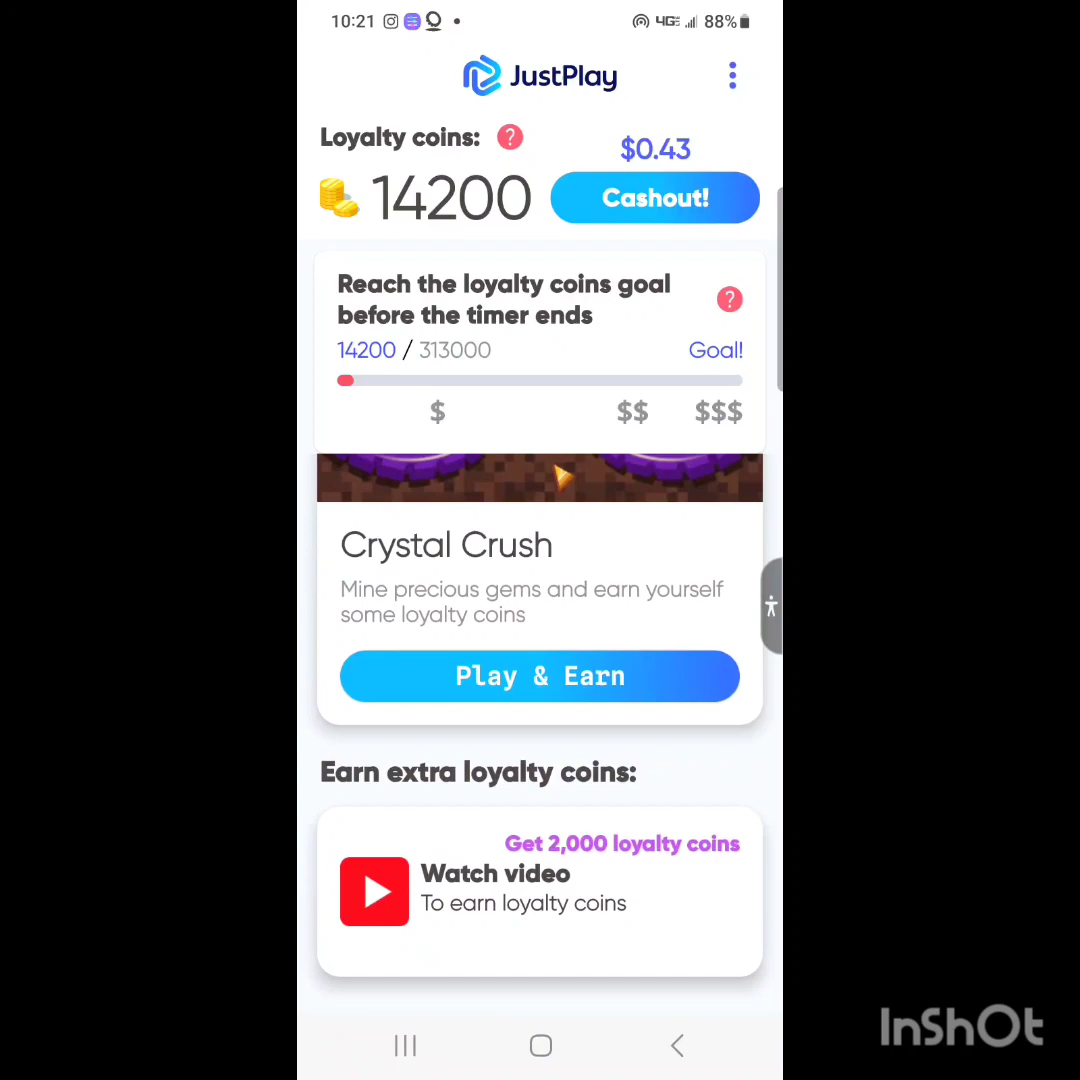 10:21 4G 88%
JustPlay
Loyalty coins: ?
$0.43
14200
Cashout!
Reach the loyalty coins goal
before the timer ends
?
14200 / 313000 Goal!
$ $$ $$$
Crystal Crush
Mine precious gems and earn yourself
some loyalty coins
Play & Earn
Earn extra loyalty coins:
Get 2,000 loyalty coins
Watch video
To earn loyalty coins
InShOt